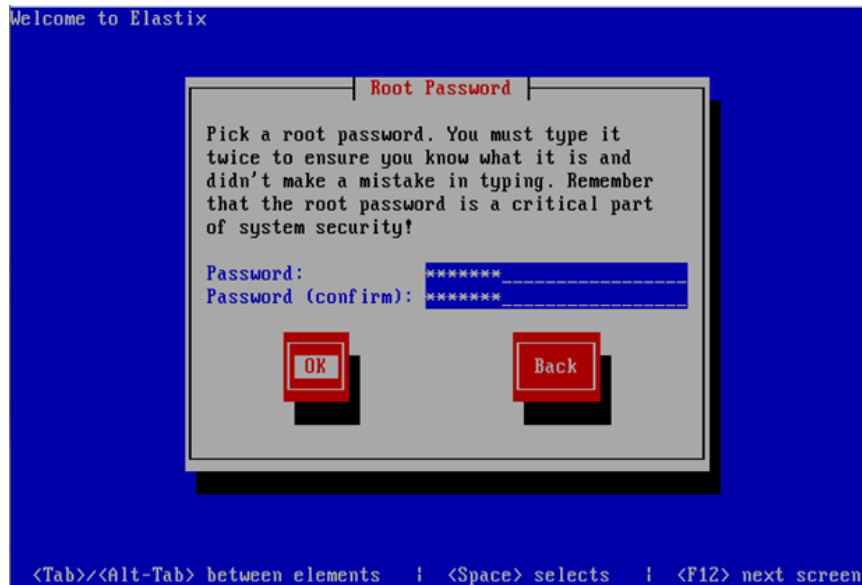 Welcome to Elastix
Root Password
Pick a root password. You must type it
twice to ensure you know what it is and
didn't make a mistake in typing. Remember
that the root password is a critical part
of system security!
Password: *******_________________
Password (confirm): *******_________________
OK Back
<Tab>/<Alt-Tab> between elements | <Space> selects | <F12> next screen